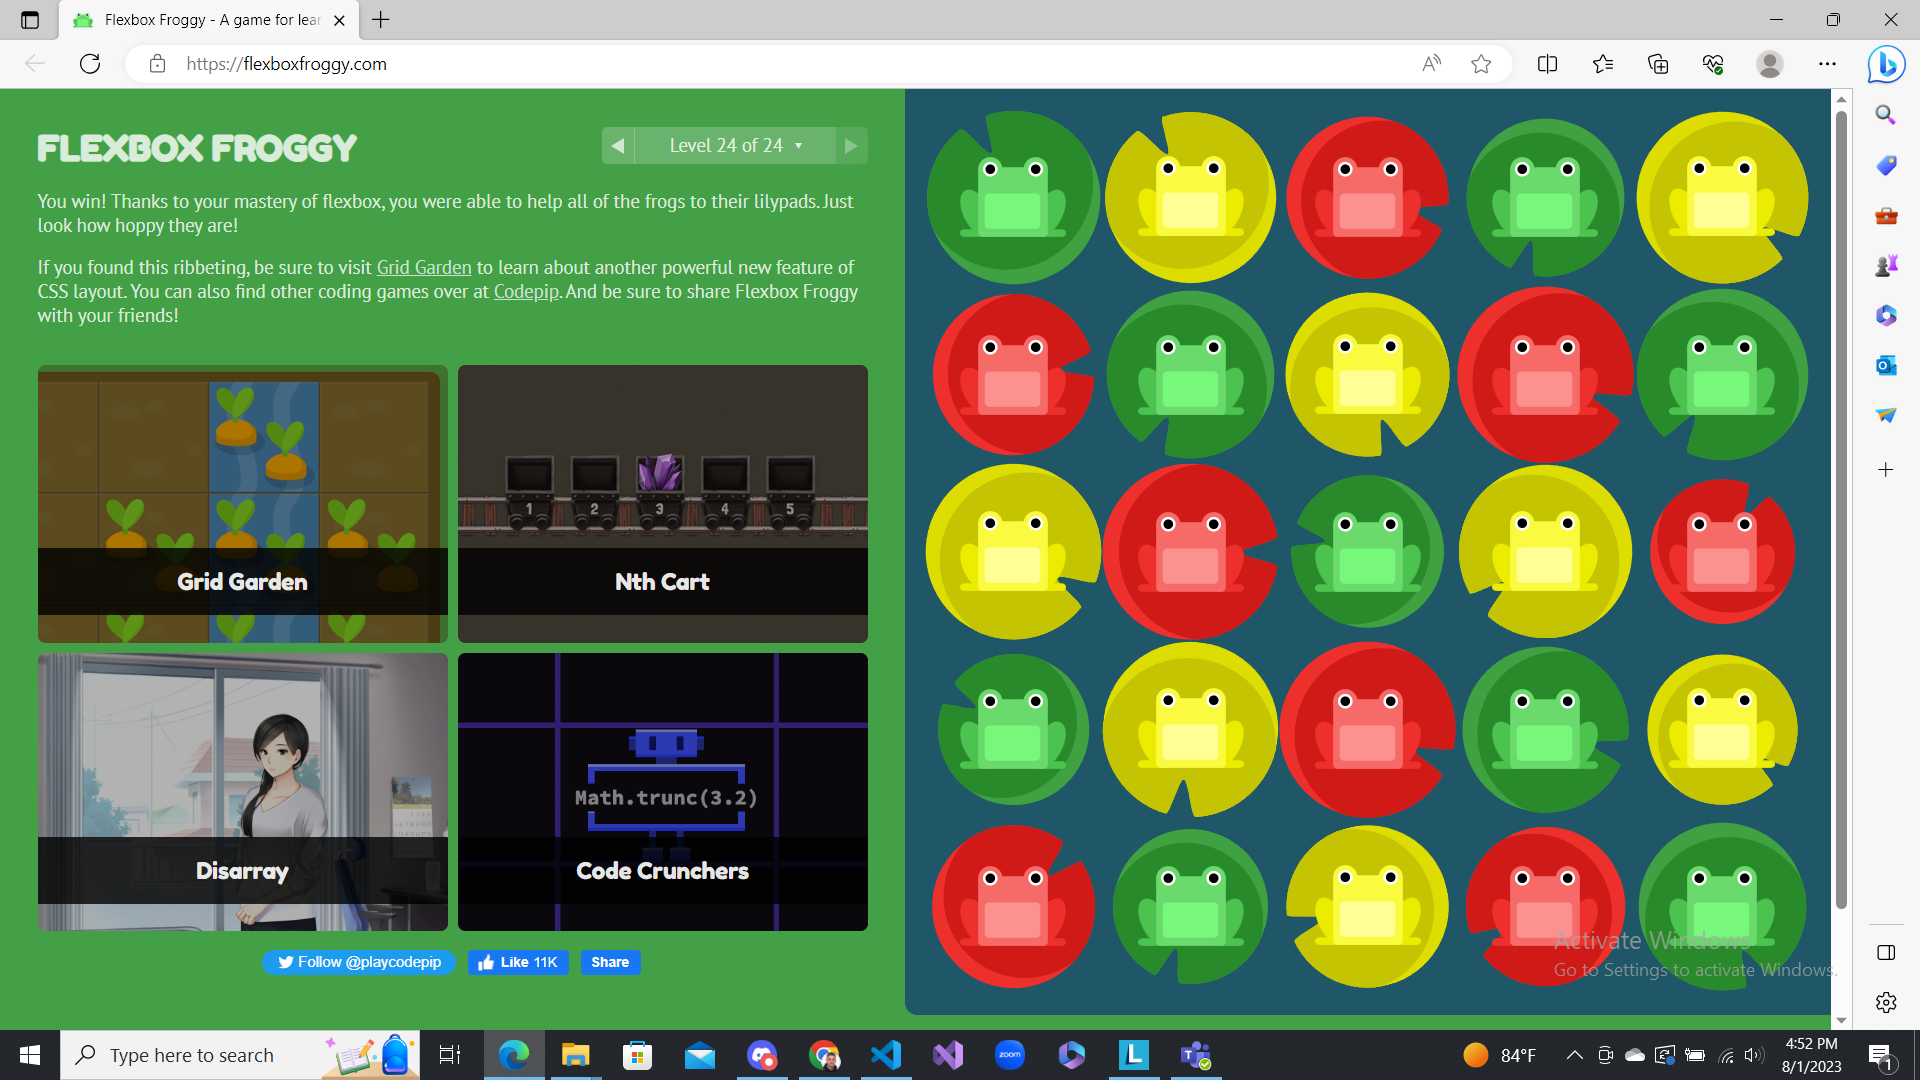 Flexbox Froggy - A game for lear
https://flexboxfroggy.com
FLEXBOX FROGGY
Level 24 of 24
You win! Thanks to your mastery of flexbox, you were able to help all of the frogs to their lilypads. Just
look how hoppy they are!
If you found this ribbeting, be sure to visit Grid Garden to learn about another powerful new feature of
CSS layout. You can also find other coding games over at Codepip. And be sure to share Flexbox Froggy
with your friends!
1 2 3 4 5
Grid Garden
Nth Cart
Math.trunc(3.2)
Disarray
Code Crunchers
Follow @playcodepip
Like 11K
Share
Activate Windows
Go to Settings to activate Windows.
Type here to search
zoom
L
84°F
4:52 PM
8/1/2023
1